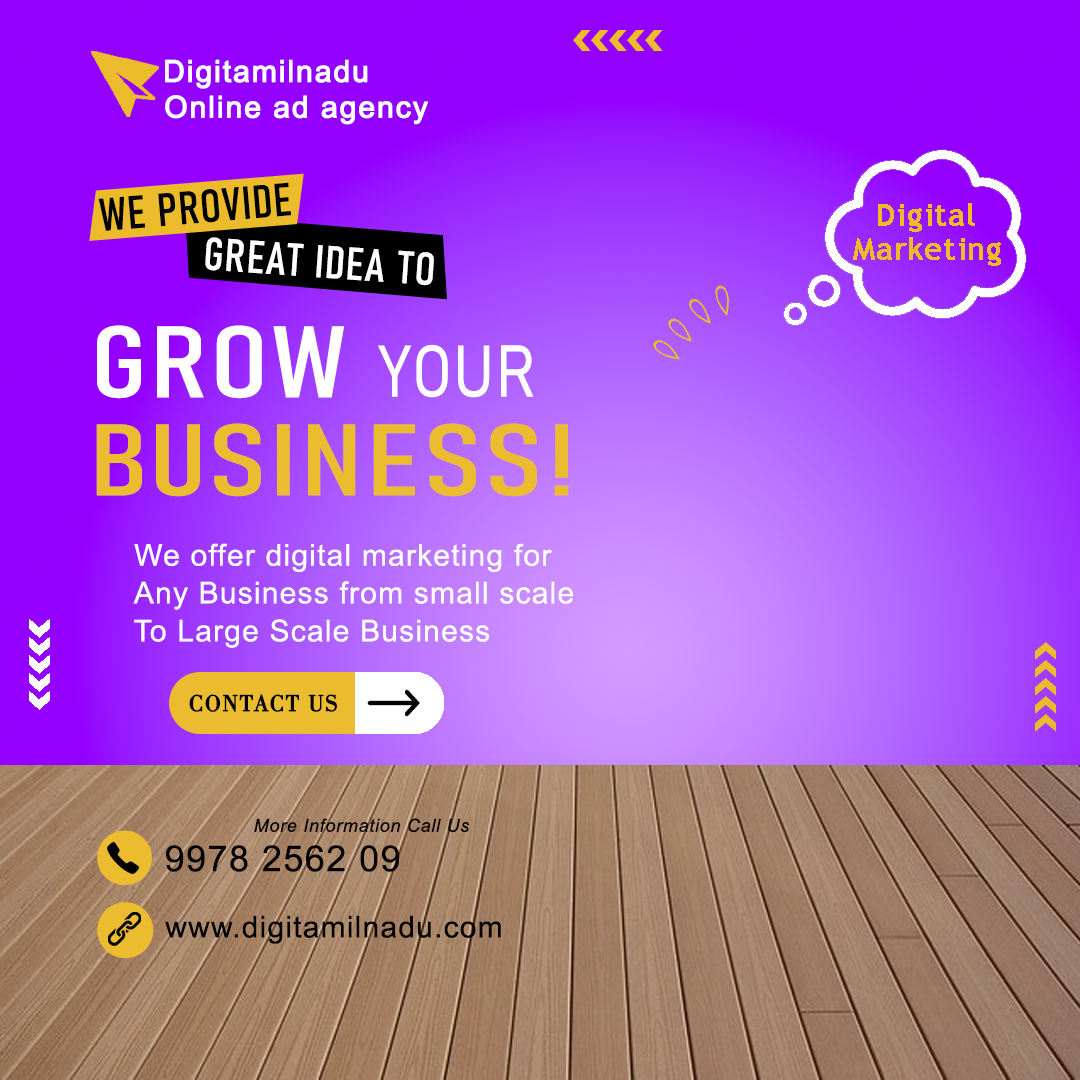 Digitamilnadu
Online ad agency
WE PROVIDE
GREAT IDEA TO
GROW YOUR
BUSINESS!
Digital
Marketing
We offer digital marketing for
Any Business from small scale
To Large Scale Business
CONTACT US
More Information Call Us
9978 2562 09
www.digitamilnadu.com